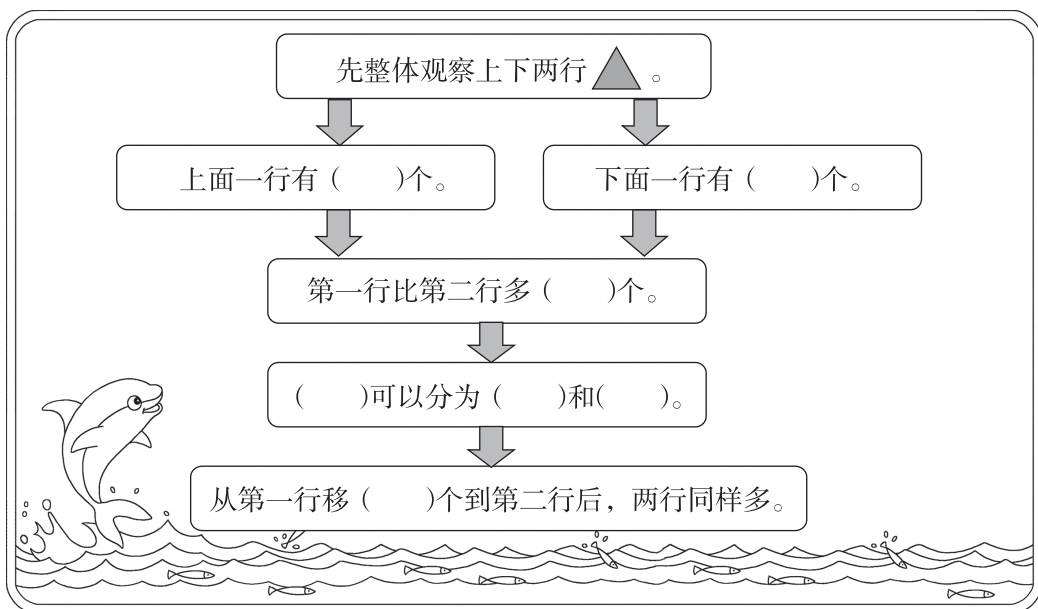 先整体观察上下两行▲。
上面一行有（　　）个。
下面一行有（　　）个。
第一行比第二行多（　　）个。
（　　）可以分为（　　）和（　　）。
从第一行移（　　）个到第二行后，两行同样多。